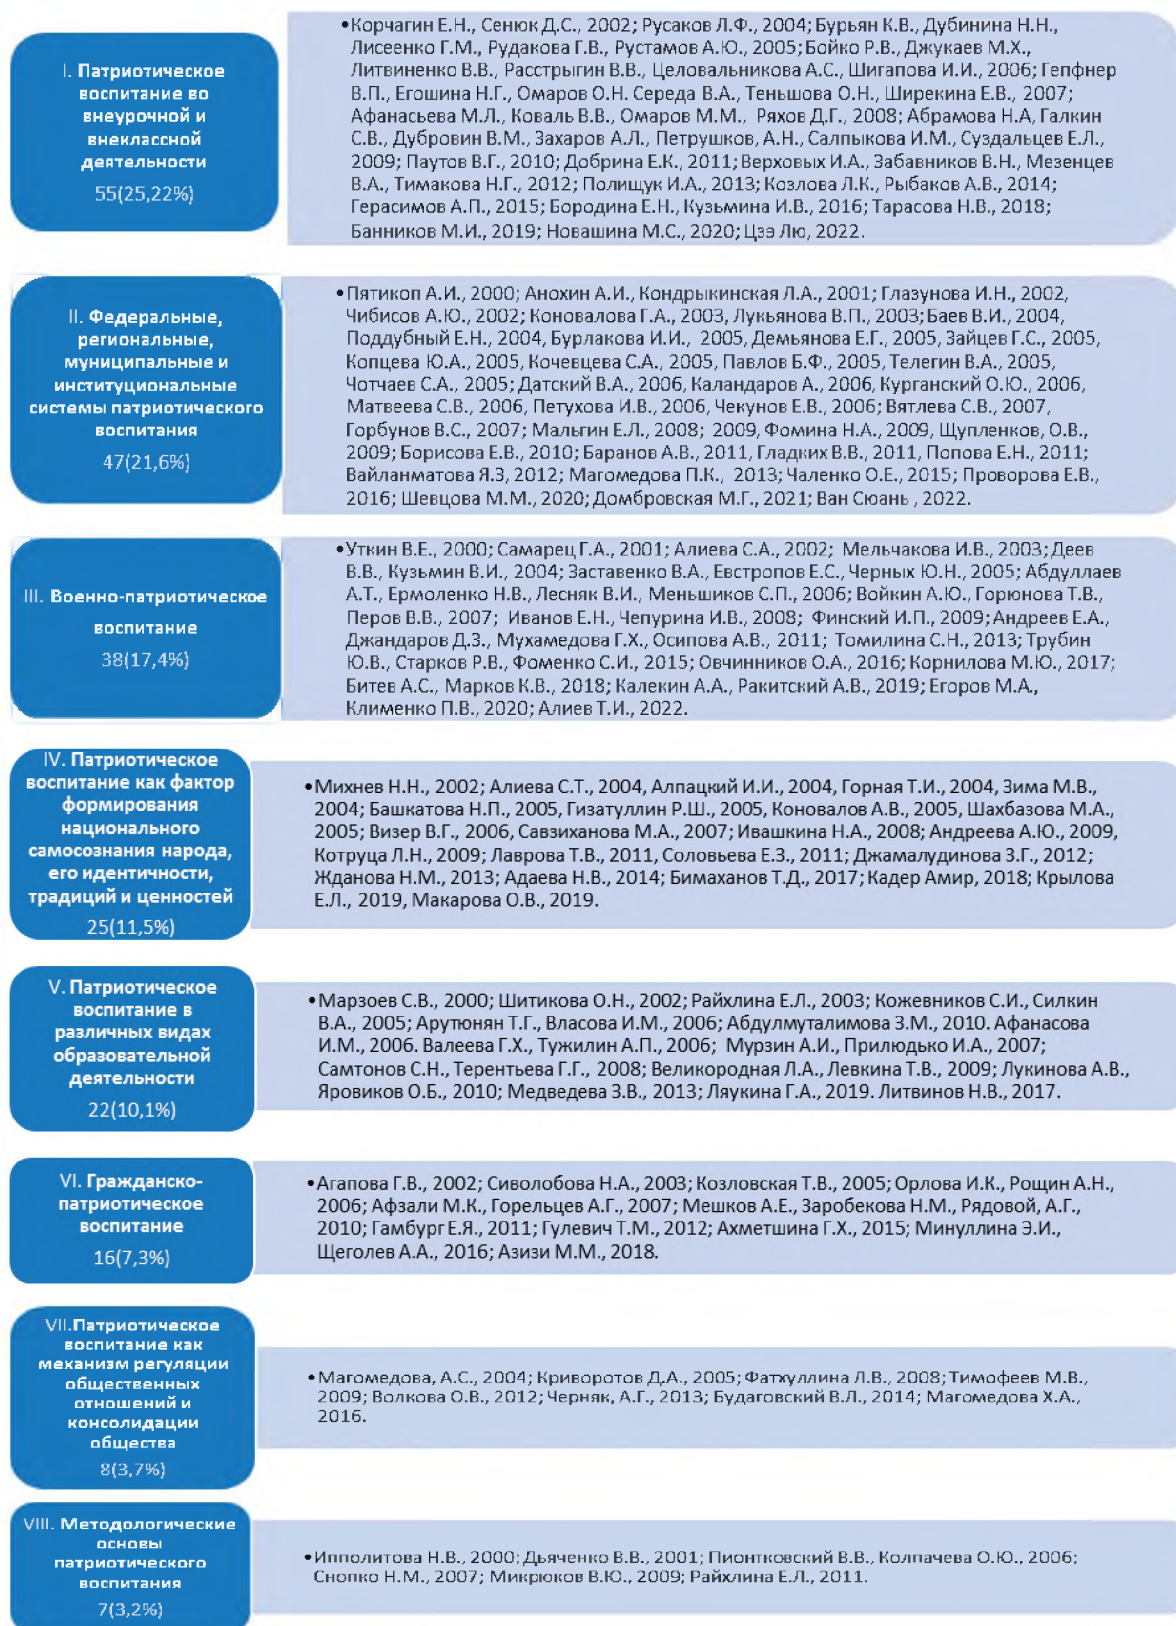 I. Патриотическое
воспитание во
внеурочной и
внеклассной
деятельности
55(25,22%)
•Корчагин Е.Н., Сенюк Д.С., 2002; Русаков Л.Ф., 2004; Бурьян К.В., Дубинина Н.Н.,
Лисеенко Г.М., Рудакова Г.В., Рустамов А.Ю., 2005; Бойко Р.В., Джукаев М.Х.,
Литвиненко В.В., Расстрыгин В.В., Целовальникова А.С., Шигапова И.И., 2006; Гепфнер
В.П., Егошина Н.Г., Омаров О.Н. Середа В.А., Теньшова О.Н., Ширекина Е.В., 2007;
Афанасьева М.Л., Коваль В.В., Омаров М.М., Ряхов Д.Г., 2008; Абрамова Н.А, Галкин
С.В., Дубровин В.М., Захаров А.Л., Петрушков, А.Н., Салпыкова И.М., Суздальцев Е.Л.,
2009; Паутов В.Г., 2010; Добрина Е.К., 2011; Верховых И.А., Забавников В.Н., Мезенцев
В.А., Тимакова Н.Г., 2012; Полищук И.А., 2013; Козлова Л.К., Рыбаков А.В., 2014;
Герасимов А.П., 2015; Бородина Е.Н., Кузьмина И.В., 2016; Тарасова Н.В., 2018;
Банников М.И., 2019; Новашина М.С., 2020; Цзэ Лю, 2022.
II. Федеральные,
региональные,
муниципальные и
институциональные
системы патриотического
воспитания
47(21,6%)
•Пятикоп А.И., 2000; Анохин А.И., Кондрыкинская Л.А., 2001; Глазунова И.Н., 2002,
Чибисов А.Ю., 2002; Коновалова Г.А., 2003, Лукьянова В.П., 2003; Баев В.И., 2004,
Поддубный Е.Н., 2004, Бурлакова И.И., 2005, Демьянова Е.Г., 2005, Зайцев Г.С., 2005,
Копцева Ю.А., 2005, Кочевцева С.А., 2005, Павлов Б.Ф., 2005, Телегин В.А., 2005,
Чотчаев С.А., 2005; Датский В.А., 2006, Каландаров А., 2006, Курганский О.Ю., 2006,
Матвеева С.В., 2006, Петухова И.В., 2006, Чекунов Е.В., 2006; Вятлева С.В., 2007,
Горбунов В.С., 2007; Мальгин Е.Л., 2008; 2009, Фомина Н.А., 2009, Щупленков, О.В.,
2009; Борисова Е.В., 2010; Баранов А.В., 2011, Гладких В.В., 2011, Попова Е.Н., 2011;
Вайланматова Я.З, 2012; Магомедова П.К., 2013; Чаленко О.Е., 2015; Проворова Е.В.,
2016; Шевцова М.М., 2020; Домбровская М.Г., 2021; Ван Сюань , 2022.
III. Военно-патриотическое
воспитание
38(17,4%)
•Уткин В.Е., 2000; Самарец Г.А., 2001; Алиева С.А., 2002; Мельчакова И.В., 2003; Деев
В.В., Кузьмин В.И., 2004; Заставенко В.А., Евстропов Е.С., Черных Ю.Н., 2005; Абдуллаев
А.Т., Ермоленко Н.В., Лесняк В.И., Меньшиков С.П., 2006; Войкин А.Ю., Горюнова Т.В.,
Перов В.В., 2007; Иванов Е.Н., Чепурина И.В., 2008; Финский И.П., 2009; Андреев Е.А.,
Джандаров Д.З., Мухамедова Г.Х., Осипова А.В., 2011; Томилина С.Н., 2013; Трубин
Ю.В., Старков Р.В., Фоменко С.И., 2015; Овчинников О.А., 2016; Корнилова М.Ю., 2017;
Битев А.С., Марков К.В., 2018; Калекин А.А., Ракитский А.В., 2019; Егоров М.А,
Клименко П.В., 2020; Алиев Т.И., 2022.
IV. Патриотическое
воспитание как фактор
формирования
национального
самосознания народа,
его идентичности,
традиций и ценностей
25(11,5%)
•Михнев Н.Н., 2002; Алиева С.Т., 2004, Алпацкий И.И., 2004, Горная Т.И., 2004, Зима М.В.,
2004; Башкатова Н.П., 2005, Гизатуллин Р.Ш., 2005, Коновалов А.В., 2005, Шахбазова М.А.,
2005; Визер В.Г., 2006, Савзиханова М.А., 2007; Ивашкина Н.А., 2008; Андреева А.Ю., 2009,
Котруца Л.Н., 2009; Лаврова Т.В., 2011, Соловьева Е.З., 2011; Джамалудинова З.Г., 2012;
Жданова Н.М., 2013; Адаева Н.В., 2014; Бимаханов Т.Д., 2017; Кадер Амир, 2018; Крылова
Е.Л., 2019, Макарова О.В., 2019.
V. Патриотическое
воспитание в
различных видах
образовательной
деятельности
22(10,1%)
•Марзоев С.В., 2000; Шитикова О.Н., 2002; Райхлина Е.Л., 2003; Кожевников С.И., Силкин
В.А., 2005; Арутюнян Т.Г., Власова И.М., 2006; Абдулмуталимова З.М., 2010. Афанасова
И.М., 2006. Валеева Г.Х., Тужилин А.П., 2006; Мурзин А.И., Прилюдько И.А., 2007;
Самтонов С.Н., Терентьева Г.Г., 2008; Великородная Л.А., Левкина Т.В., 2009; Лукинова А.В.,
Яровиков О.Б., 2010; Медведева З.В., 2013; Ляукина Г.А., 2019. Литвинов Н.В., 2017.
VI. Гражданско-
патриотическое
воспитание
16(7,3%)
•Агапова Г.В., 2002; Сиволобова Н.А., 2003; Козловская Т.В., 2005; Орлова И.К., Рощин А.Н.,
2006; Афзали М.К., Горельцев А.Г., 2007; Мешков А.Е., Заробекова Н.М., Рядовой, А.Г.,
2010; Гамбург Е.Я., 2011; Гулевич Т.М., 2012; Ахметшина Г.Х., 2015; Минуллина Э.И.,
Щеголев А.А., 2016; Азизи М.М., 2018.
VII.Патриотическое
воспитание как
механизм регуляции
общественных
отношений и
консолидации
общества
8(3,7%)
•Магомедова, А.С., 2004; Криворотов Д.А., 2005; Фатхуллина Л.В., 2008; Тимофеев М.В.,
2009; Волкова О.В., 2012; Черняк, А.Г., 2013; Будаговский В.Л., 2014; Магомедова Х.А.,
2016.
VIII. Методологические
основы
патриотического
воспитания
7(3,2%)
•Ипполитова Н.В., 2000; Дьяченко В.В., 2001; Пионтковский В.В., Колпачева О.Ю., 2006;
Снопко Н.М., 2007; Микрюков В.Ю., 2009; Райхлина Е.Л., 2011.